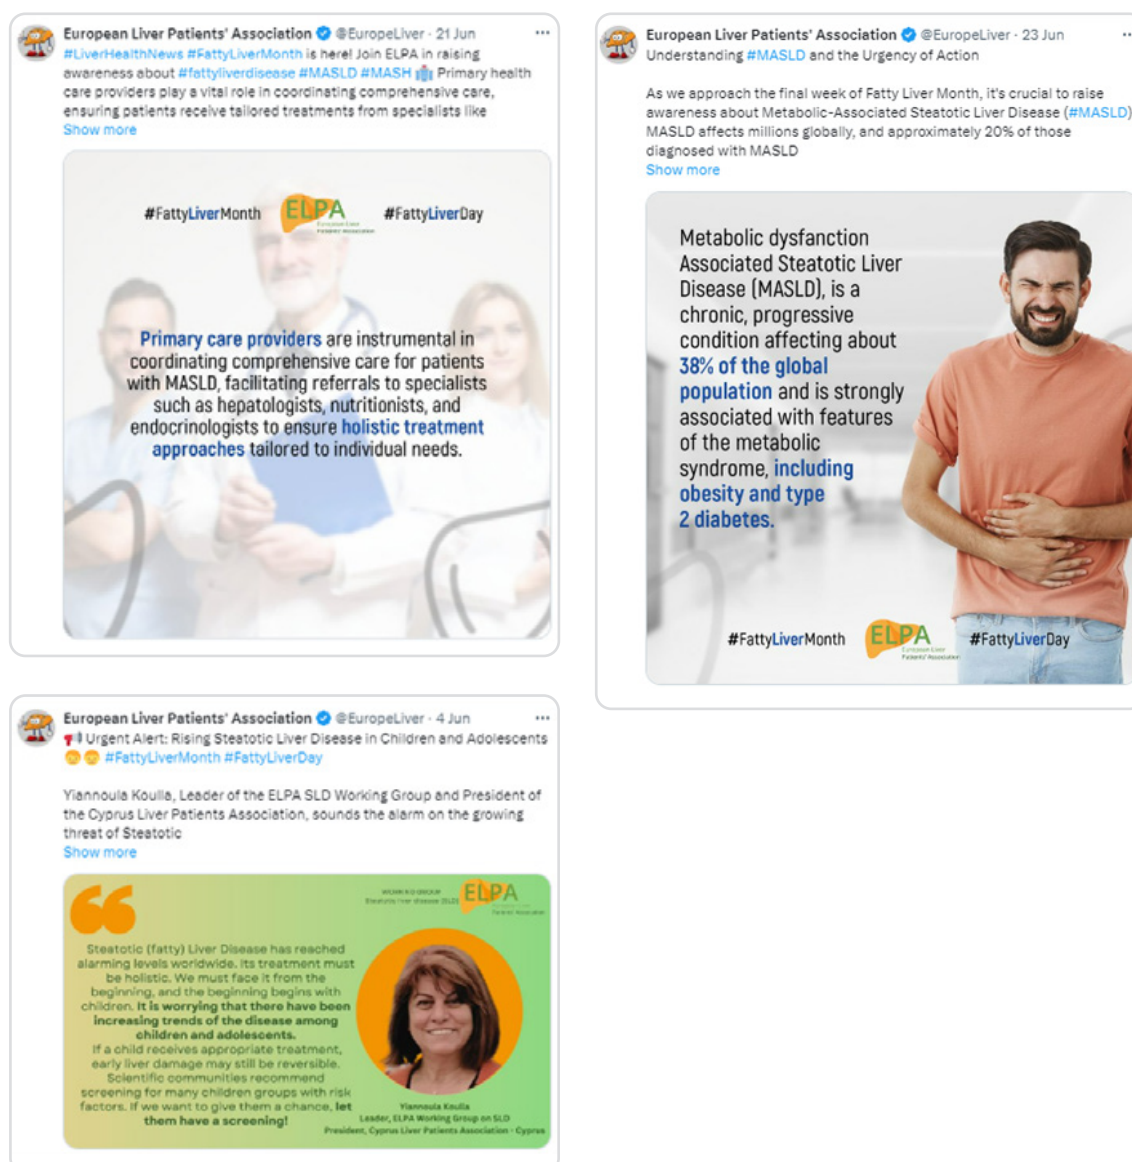 European Liver Patients' Association @EuropeLiver · 21 Jun
#LiverHealthNews #FattyLiverMonth is here! Join ELPA in raising
awareness about #fattyliverdisease #MASLD #MASH Primary health
care providers play a vital role in coordinating comprehensive care,
ensuring patients receive tailored treatments from specialists like
Show more
#FattyLiverMonth ELPA #FattyLiverDay
European Liver
Patients' Association
Primary care providers are instrumental in
coordinating comprehensive care for patients
with MASLD, facilitating referrals to specialists
such as hepatologists, nutritionists, and
endocrinologists to ensure holistic treatment
approaches tailored to individual needs.
European Liver Patients' Association @EuropeLiver · 23 Jun
Understanding #MASLD and the Urgency of Action
As we approach the final week of Fatty Liver Month, it's crucial to raise
awareness about Metabolic-Associated Steatotic Liver Disease (#MASLD)
MASLD affects millions globally, and approximately 20% of those
diagnosed with MASLD
Show more
Metabolic dysfanction
Associated Steatotic Liver
Disease (MASLD), is a
chronic, progressive
condition affecting about
38% of the global
population and is strongly
associated with features
of the metabolic
syndrome, including
obesity and type
2 diabetes.
#FattyLiverMonth ELPA #FattyLiverDay
European Liver
Patients' Association
European Liver Patients' Association @EuropeLiver · 4 Jun
Urgent Alert: Rising Steatotic Liver Disease in Children and Adolescents
#FattyLiverMonth #FattyLiverDay
Yiannoula Koulla, Leader of the ELPA SLD Working Group and President of
the Cyprus Liver Patients Association, sounds the alarm on the growing
threat of Steatotic
Show more
WORKING GROUP
Steatotic liver disease (SLD)
ELPA
Steatotic (fatty) Liver Disease has reached
alarming levels worldwide. Its treatment must
be holistic. We must face it from the
beginning, and the beginning begins with
children. It is worrying that there have been
increasing trends of the disease among
children and adolescents.
If a child receives appropriate treatment,
early liver damage may still be reversible.
Scientific communities recommend
screening for many children groups with risk
factors. If we want to give them a chance, let
them have a screening!
Yiannoula Koulla
Leader, ELPA Working Group on SLD
President, Cyprus Liver Patients Association - Cyprus